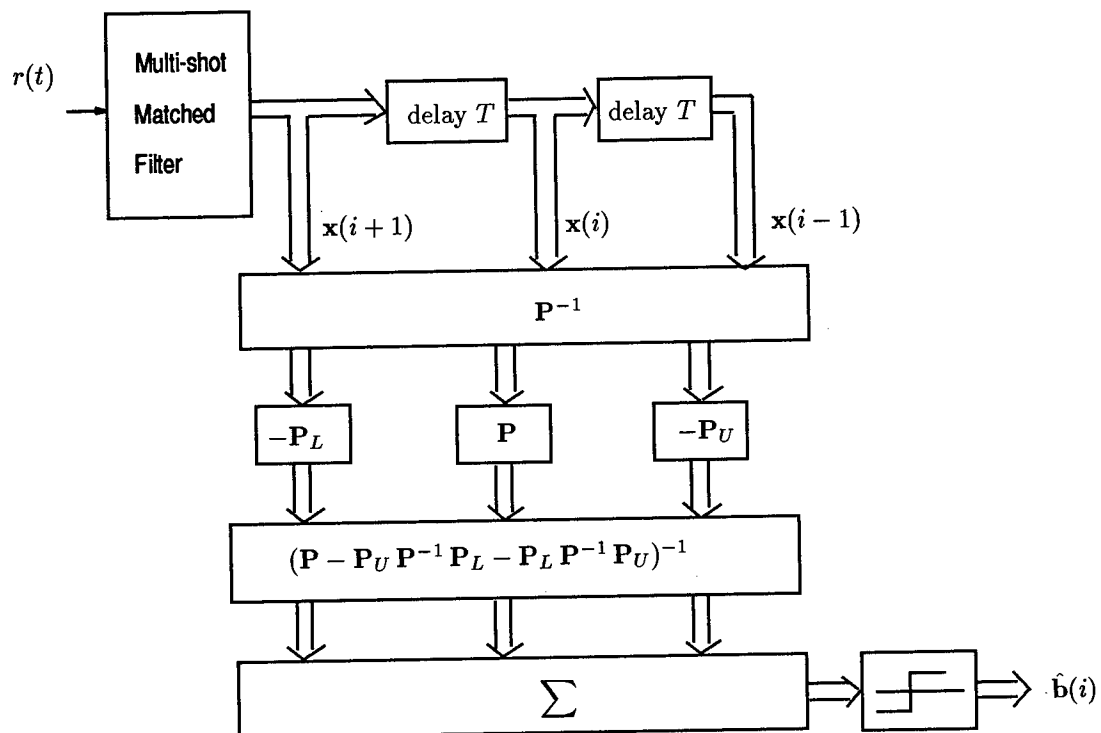 r(t)
Multi-shot
Matched
Filter
delay T
delay T
x(i + 1)
x(i)
x(i − 1)
P⁻¹
−P_L
P
−P_U
(P − P_U P⁻¹ P_L − P_L P⁻¹ P_U)⁻¹
∑
b̂(i)